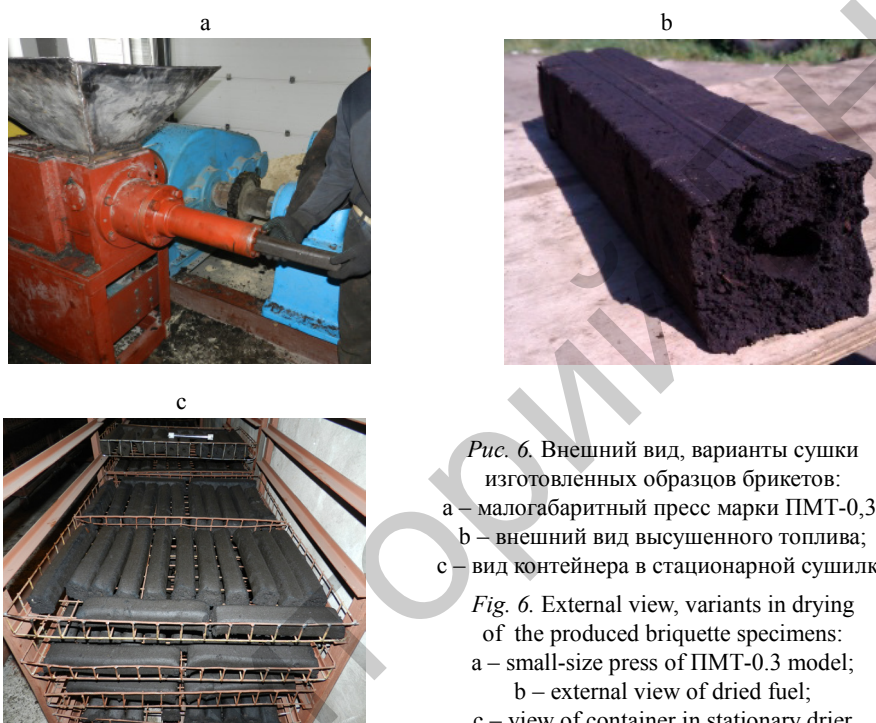 a
b
c
Рис. 6. Внешний вид, варианты сушки
изготовленных образцов брикетов:
а – малогабаритный пресс марки ПМТ-0,3
b – внешний вид высушенного топлива;
с – вид контейнера в стационарной сушилк
Fig. 6. External view, variants in drying
of the produced briquette specimens:
a – small-size press of ПМТ-0.3 model;
b – external view of dried fuel;
c – view of container in stationary drier